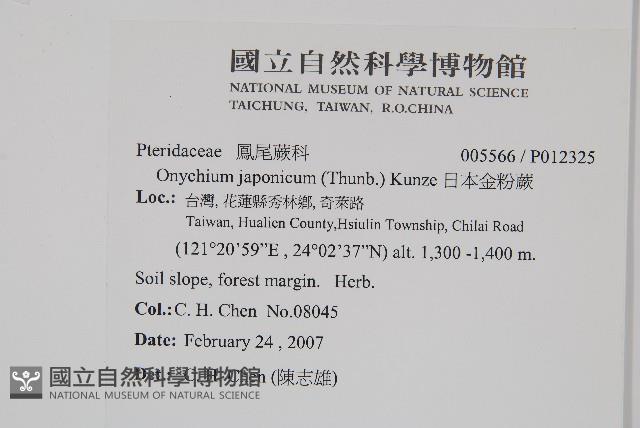 國立自然科學博物館
NATIONAL MUSEUM OF NATURAL SCIENCE
TAICHUNG, TAIWAN, R.O.CHINA
Pteridaceae 鳳尾蕨科 005566 / P012325
Onychium japonicum (Thunb.) Kunze 日本金粉蕨
Loc.: 台灣, 花蓮縣秀林鄉, 奇萊路
Taiwan, Hualien County,Hsiulin Township, Chilai Road
(121°20’59”E , 24°02’37”N) alt. 1,300 -1,400 m.
Soil slope, forest margin. Herb.
Col.: C. H. Chen No.08045
Date: February 24 , 2007
Det.: C. H. Chen (陳志雄)
國立自然科學博物館
NATIONAL MUSEUM OF NATURAL SCIENCE